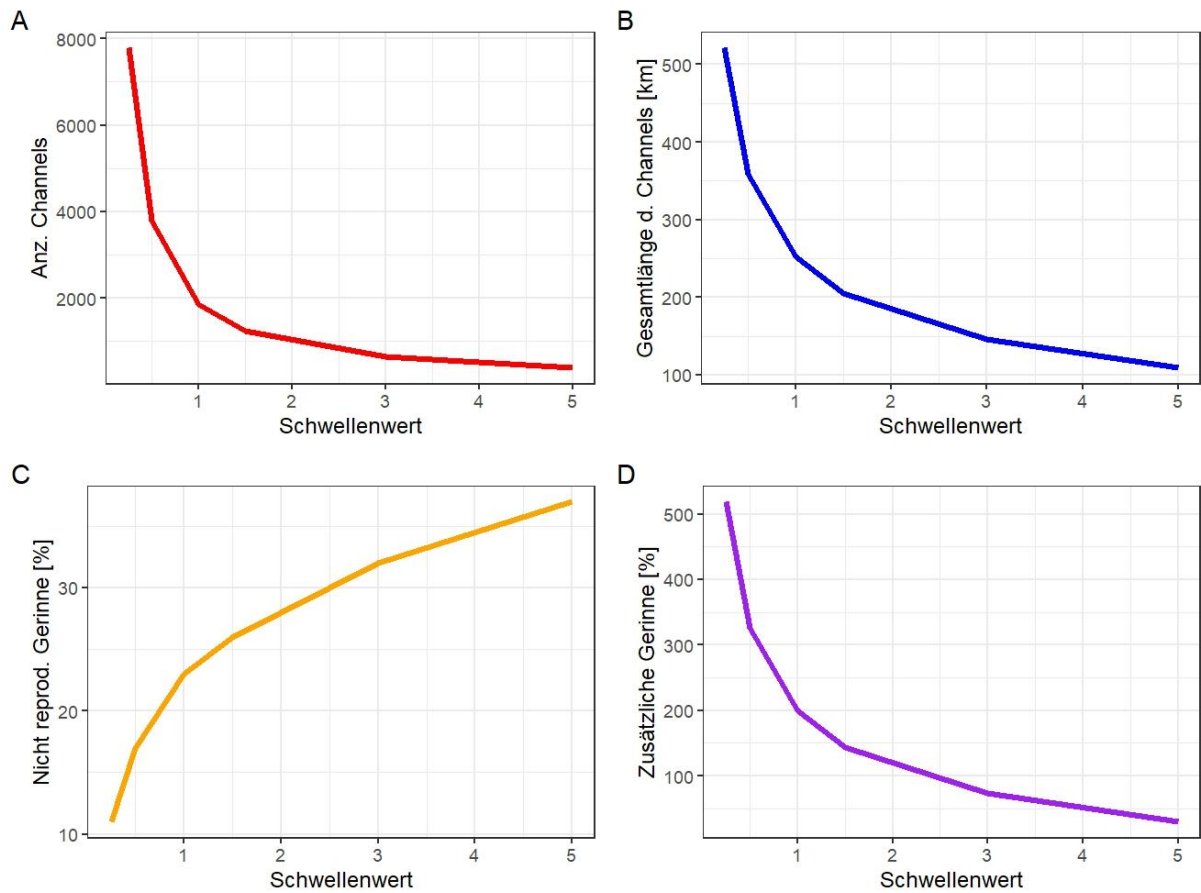 A
Anz. Channels
8000
6000
4000
2000
1 2 3 4 5
Schwellenwert
B
Gesamtlänge d. Channels [km]
500
400
300
200
100
1 2 3 4 5
Schwellenwert
C
Nicht reprod. Gerinne [%]
30
20
10
1 2 3 4 5
Schwellenwert
D
Zusätzliche Gerinne [%]
500
400
300
200
100
1 2 3 4 5
Schwellenwert